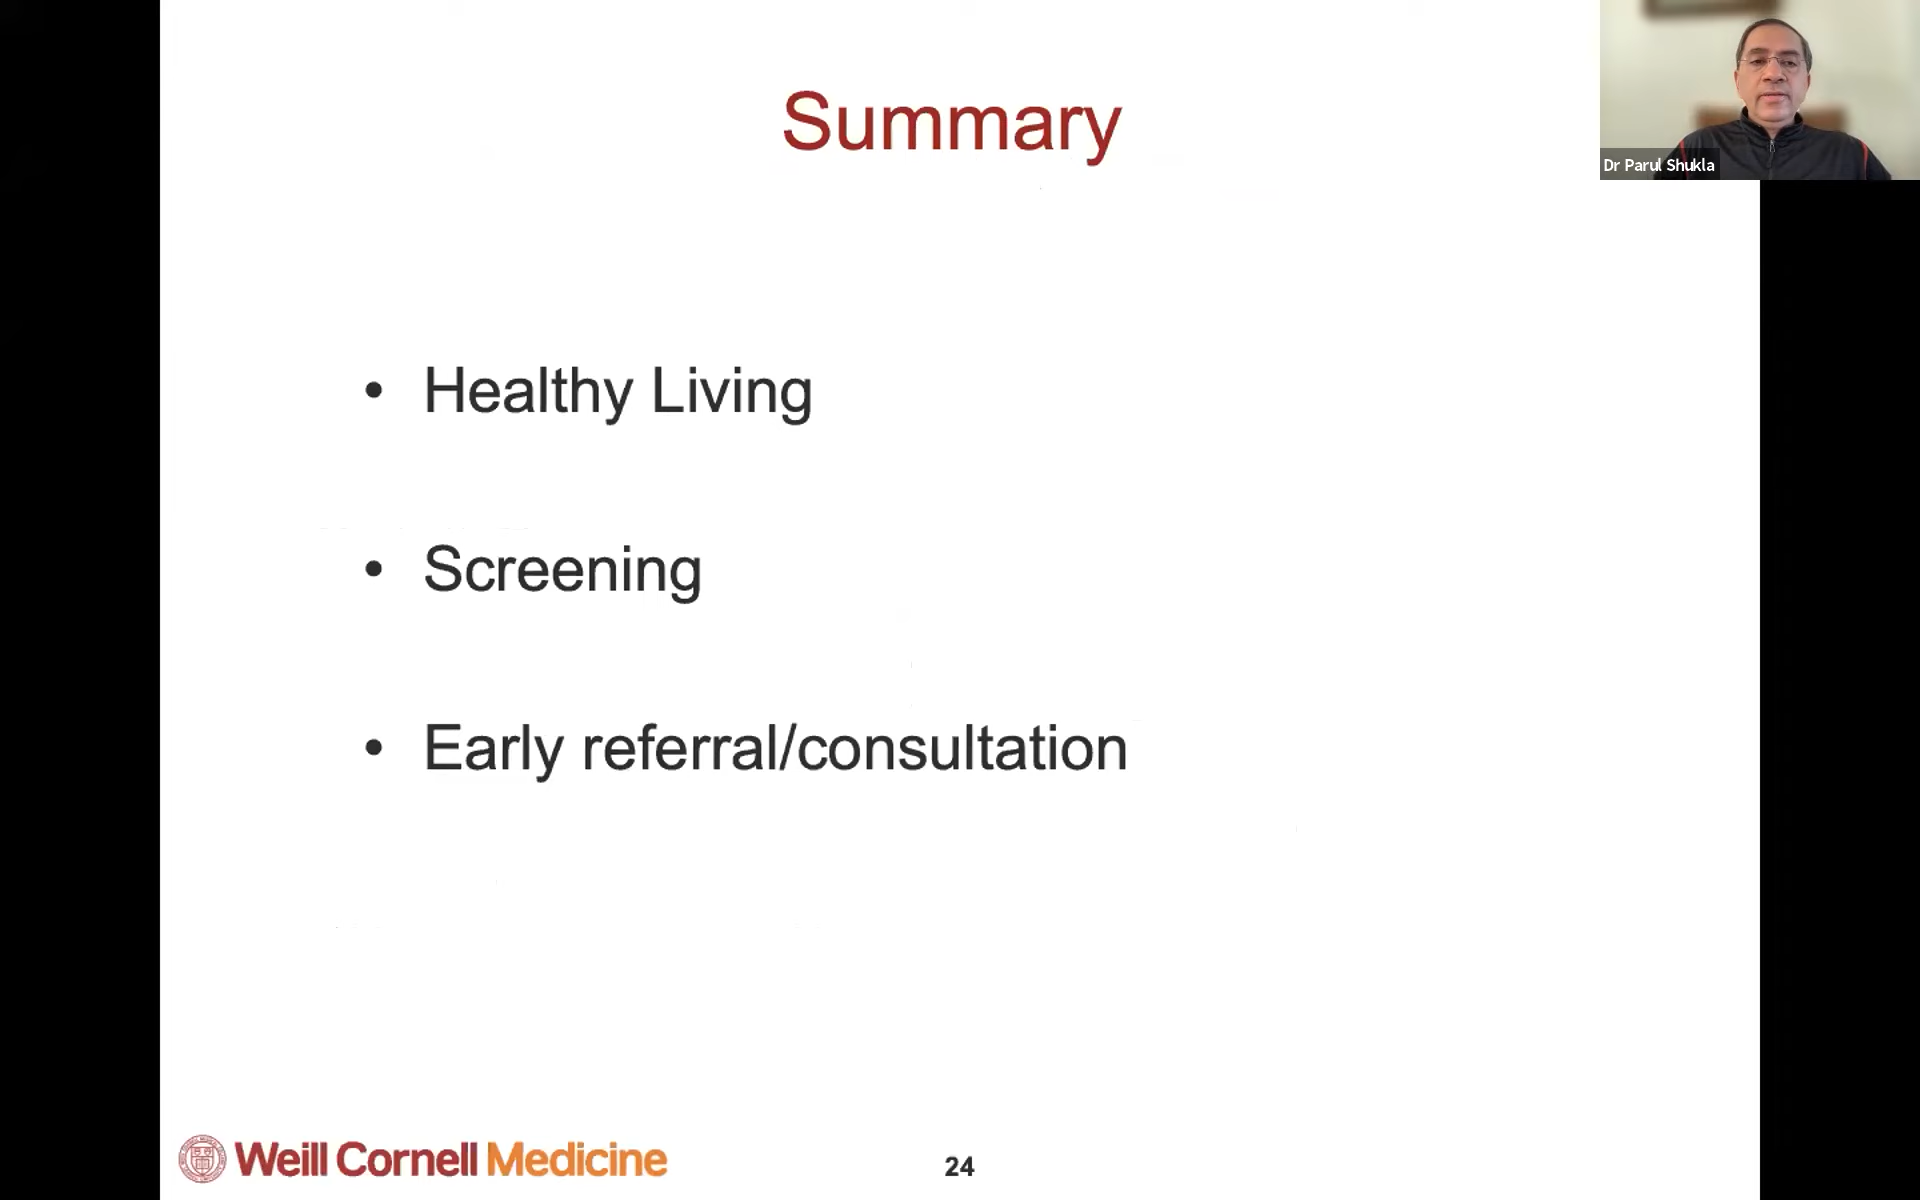 Summary
Dr Parul Shukla
• Healthy Living
• Screening
• Early referral/consultation
Weill Cornell Medicine
24